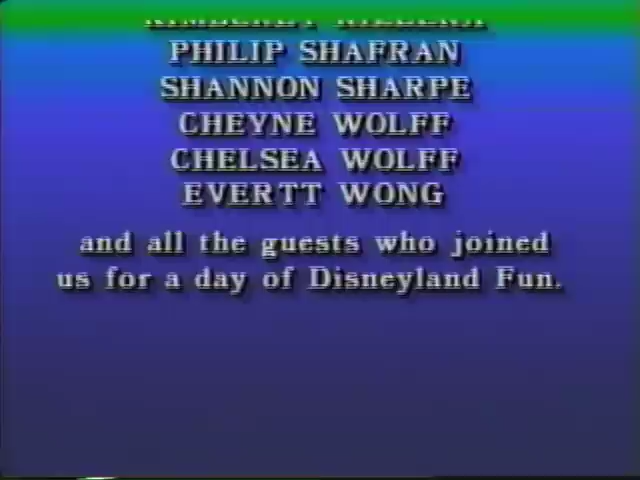 PHILIP SHAFRAN
SHANNON SHARPE
CHEYNE WOLFF
CHELSEA WOLFF
EVERTT WONG
and all the guests who joined
us for a day of Disneyland Fun.